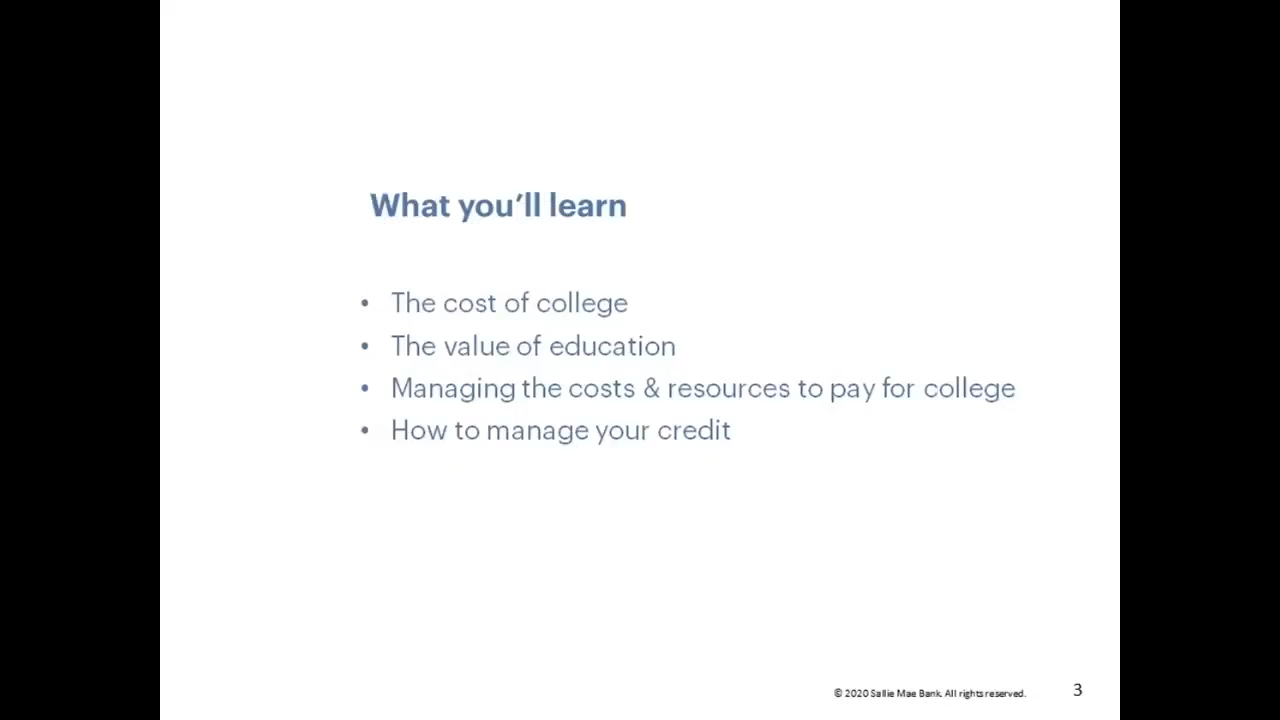 What you’ll learn
• The cost of college
• The value of education
• Managing the costs & resources to pay for college
• How to manage your credit
© 2020 Sallie Mae Bank. All rights reserved.
3